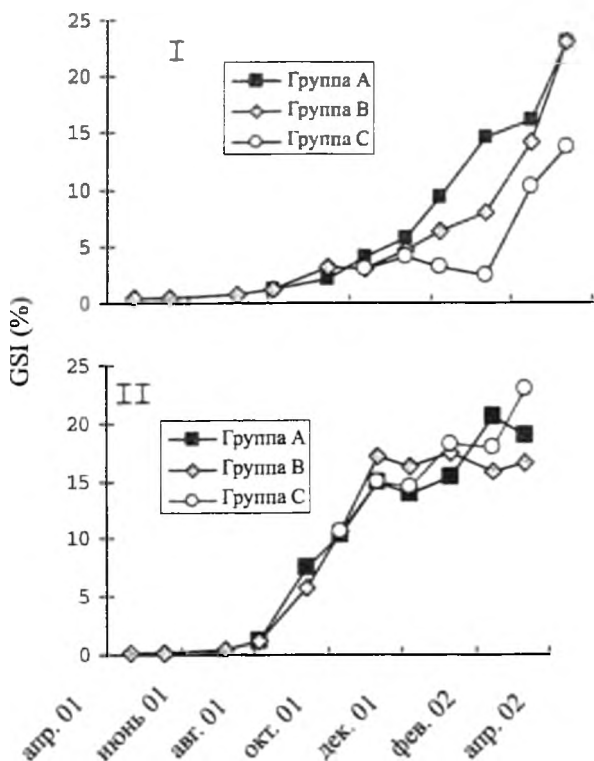 25
I
Группа A
20
Группа B
Группа C
15
10
5
0
GSI (%)
25
II
20
Группа A
Группа B
15
Группа C
10
5
0
апр. 01
июнь 01
авг. 01
окт. 01
дек. 01
фев. 02
апр. 02